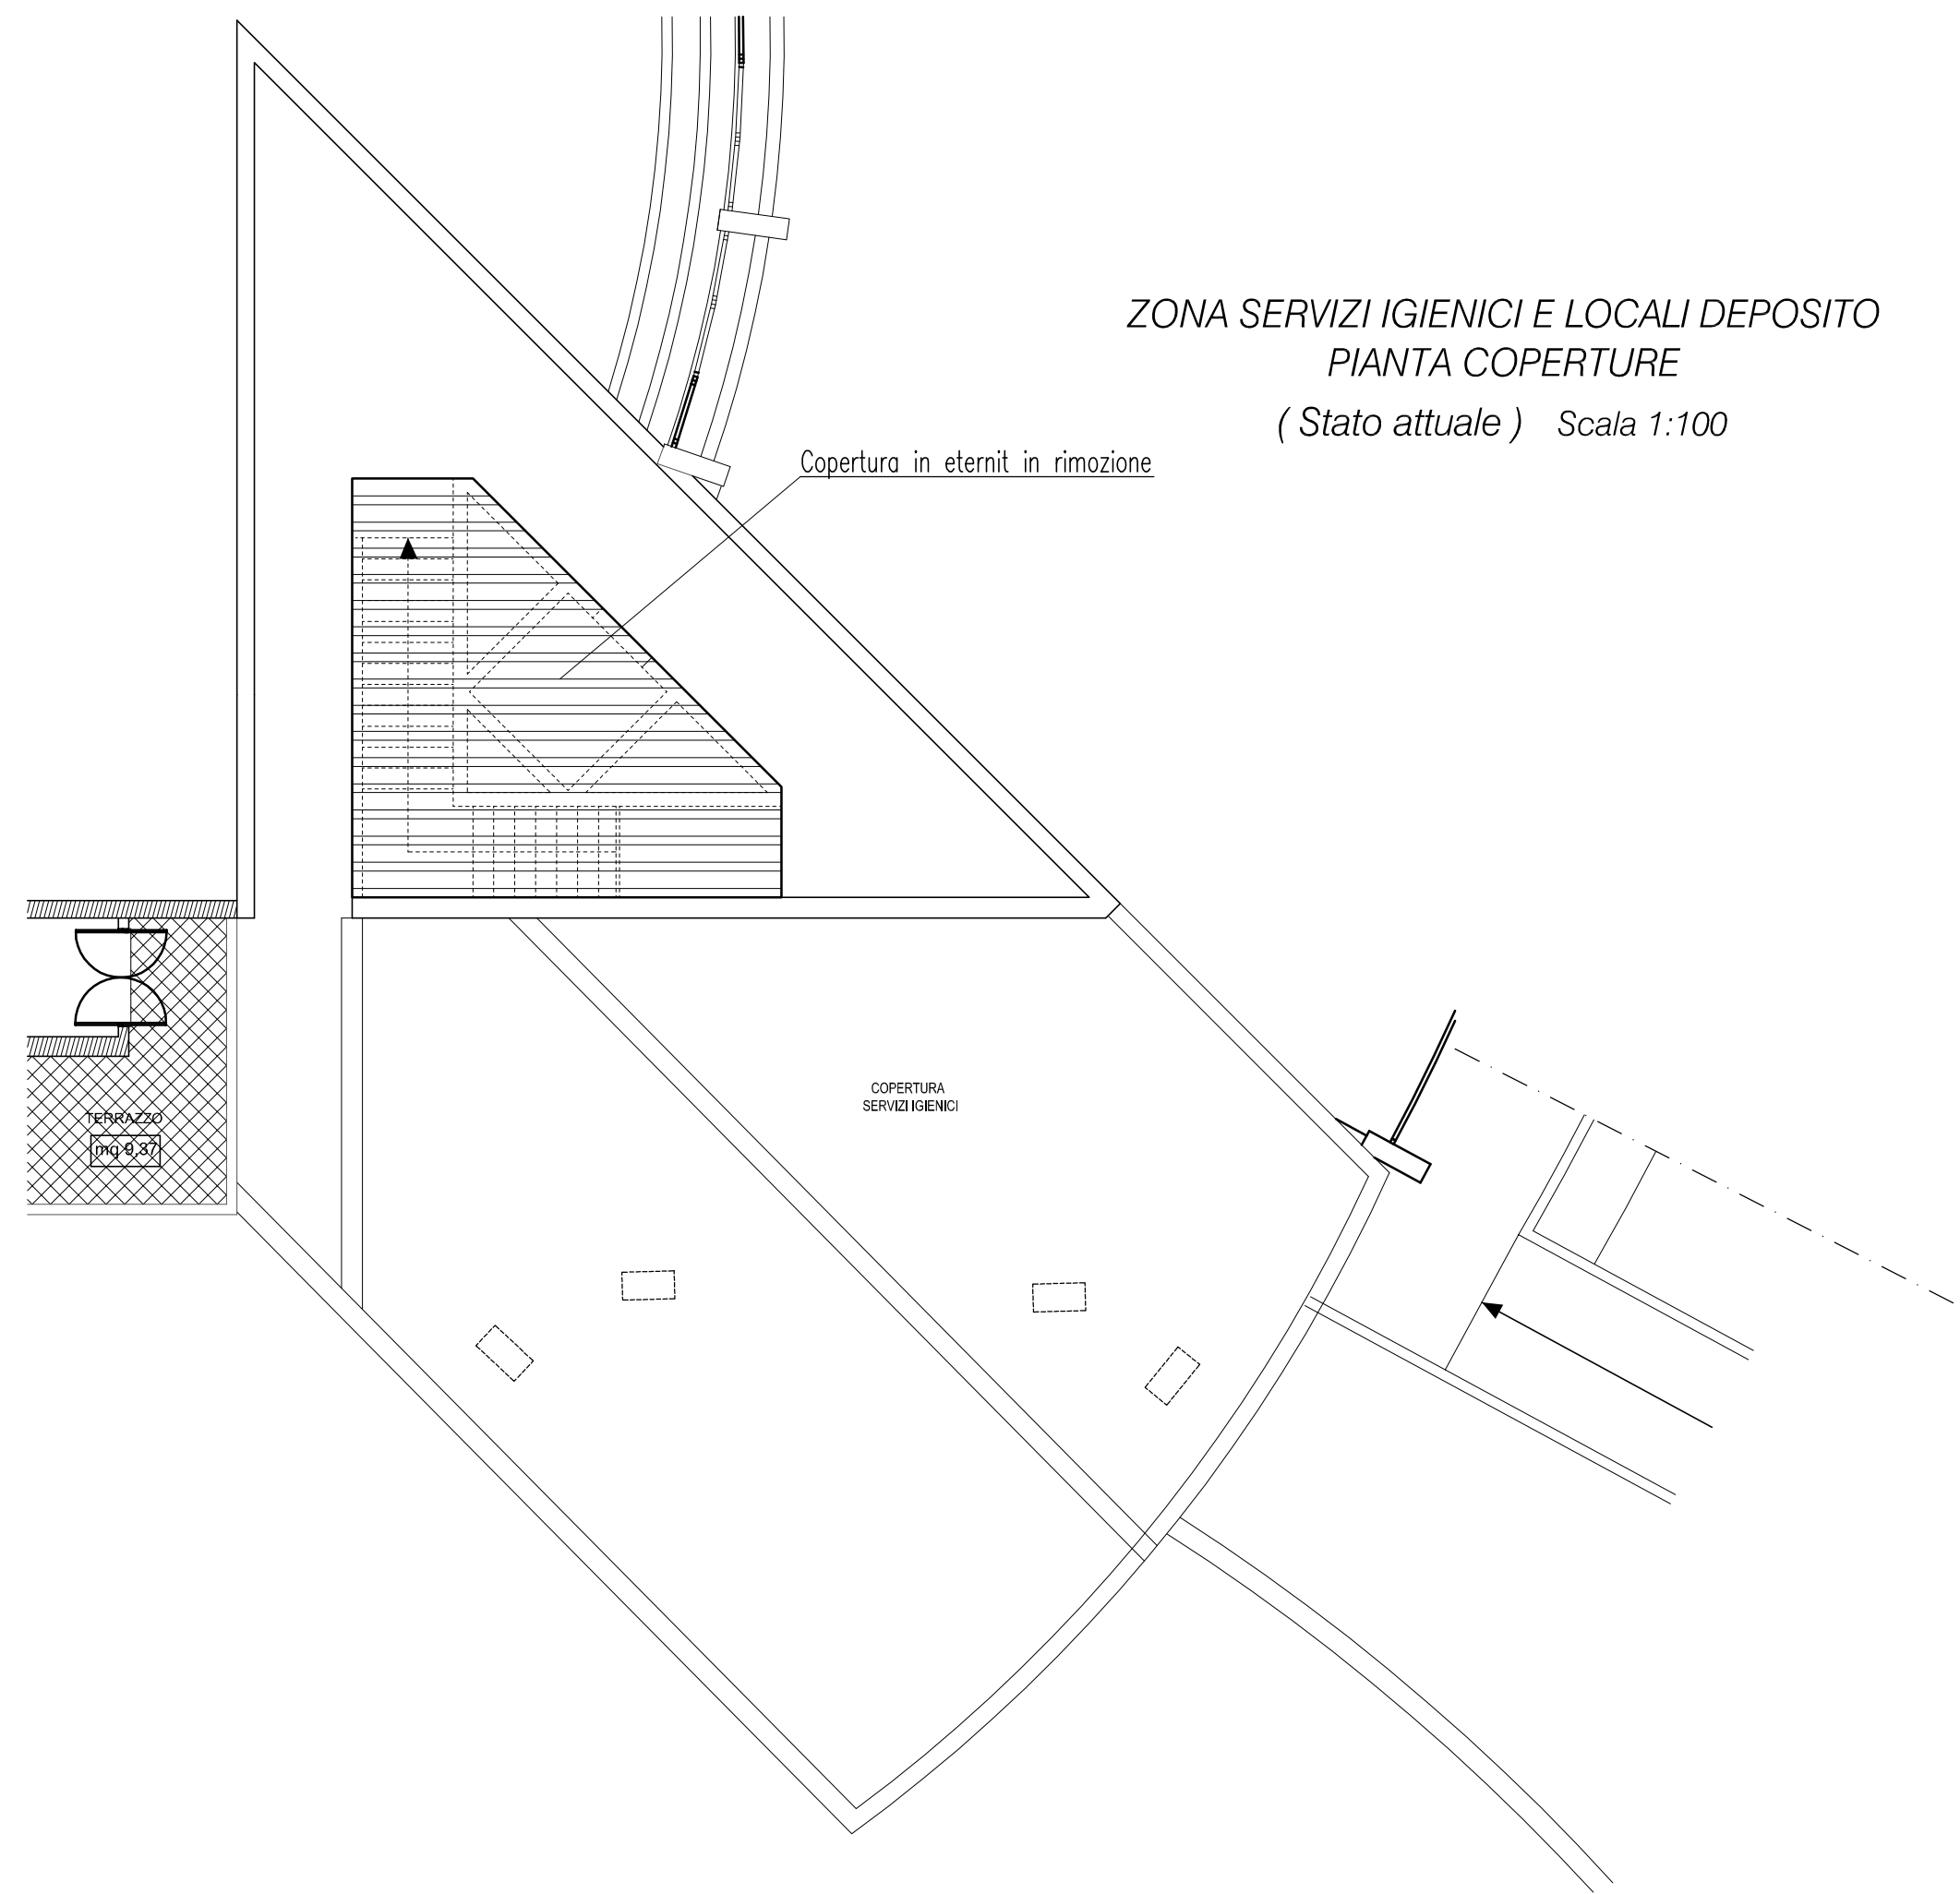 ZONA SERVIZI IGIENICI E LOCALI DEPOSITO
PIANTA COPERTURE
( Stato attuale ) Scala 1:100
Copertura in eternit in rimozione
COPERTURA
SERVIZI IGIENICI
TERRAZZO
mq 9,37